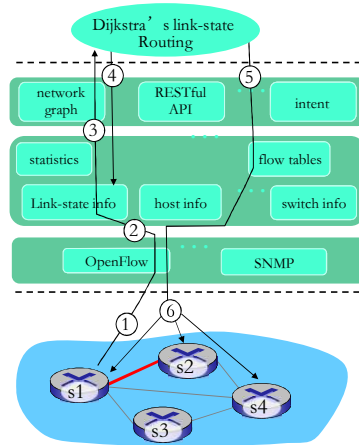 Dijkstra’s link-state
Routing
4
5
network
graph
RESTful
API
intent
3
statistics
flow tables
Link-state info
host info
switch info
2
OpenFlow
SNMP
1
6
s2
s1
s4
s3